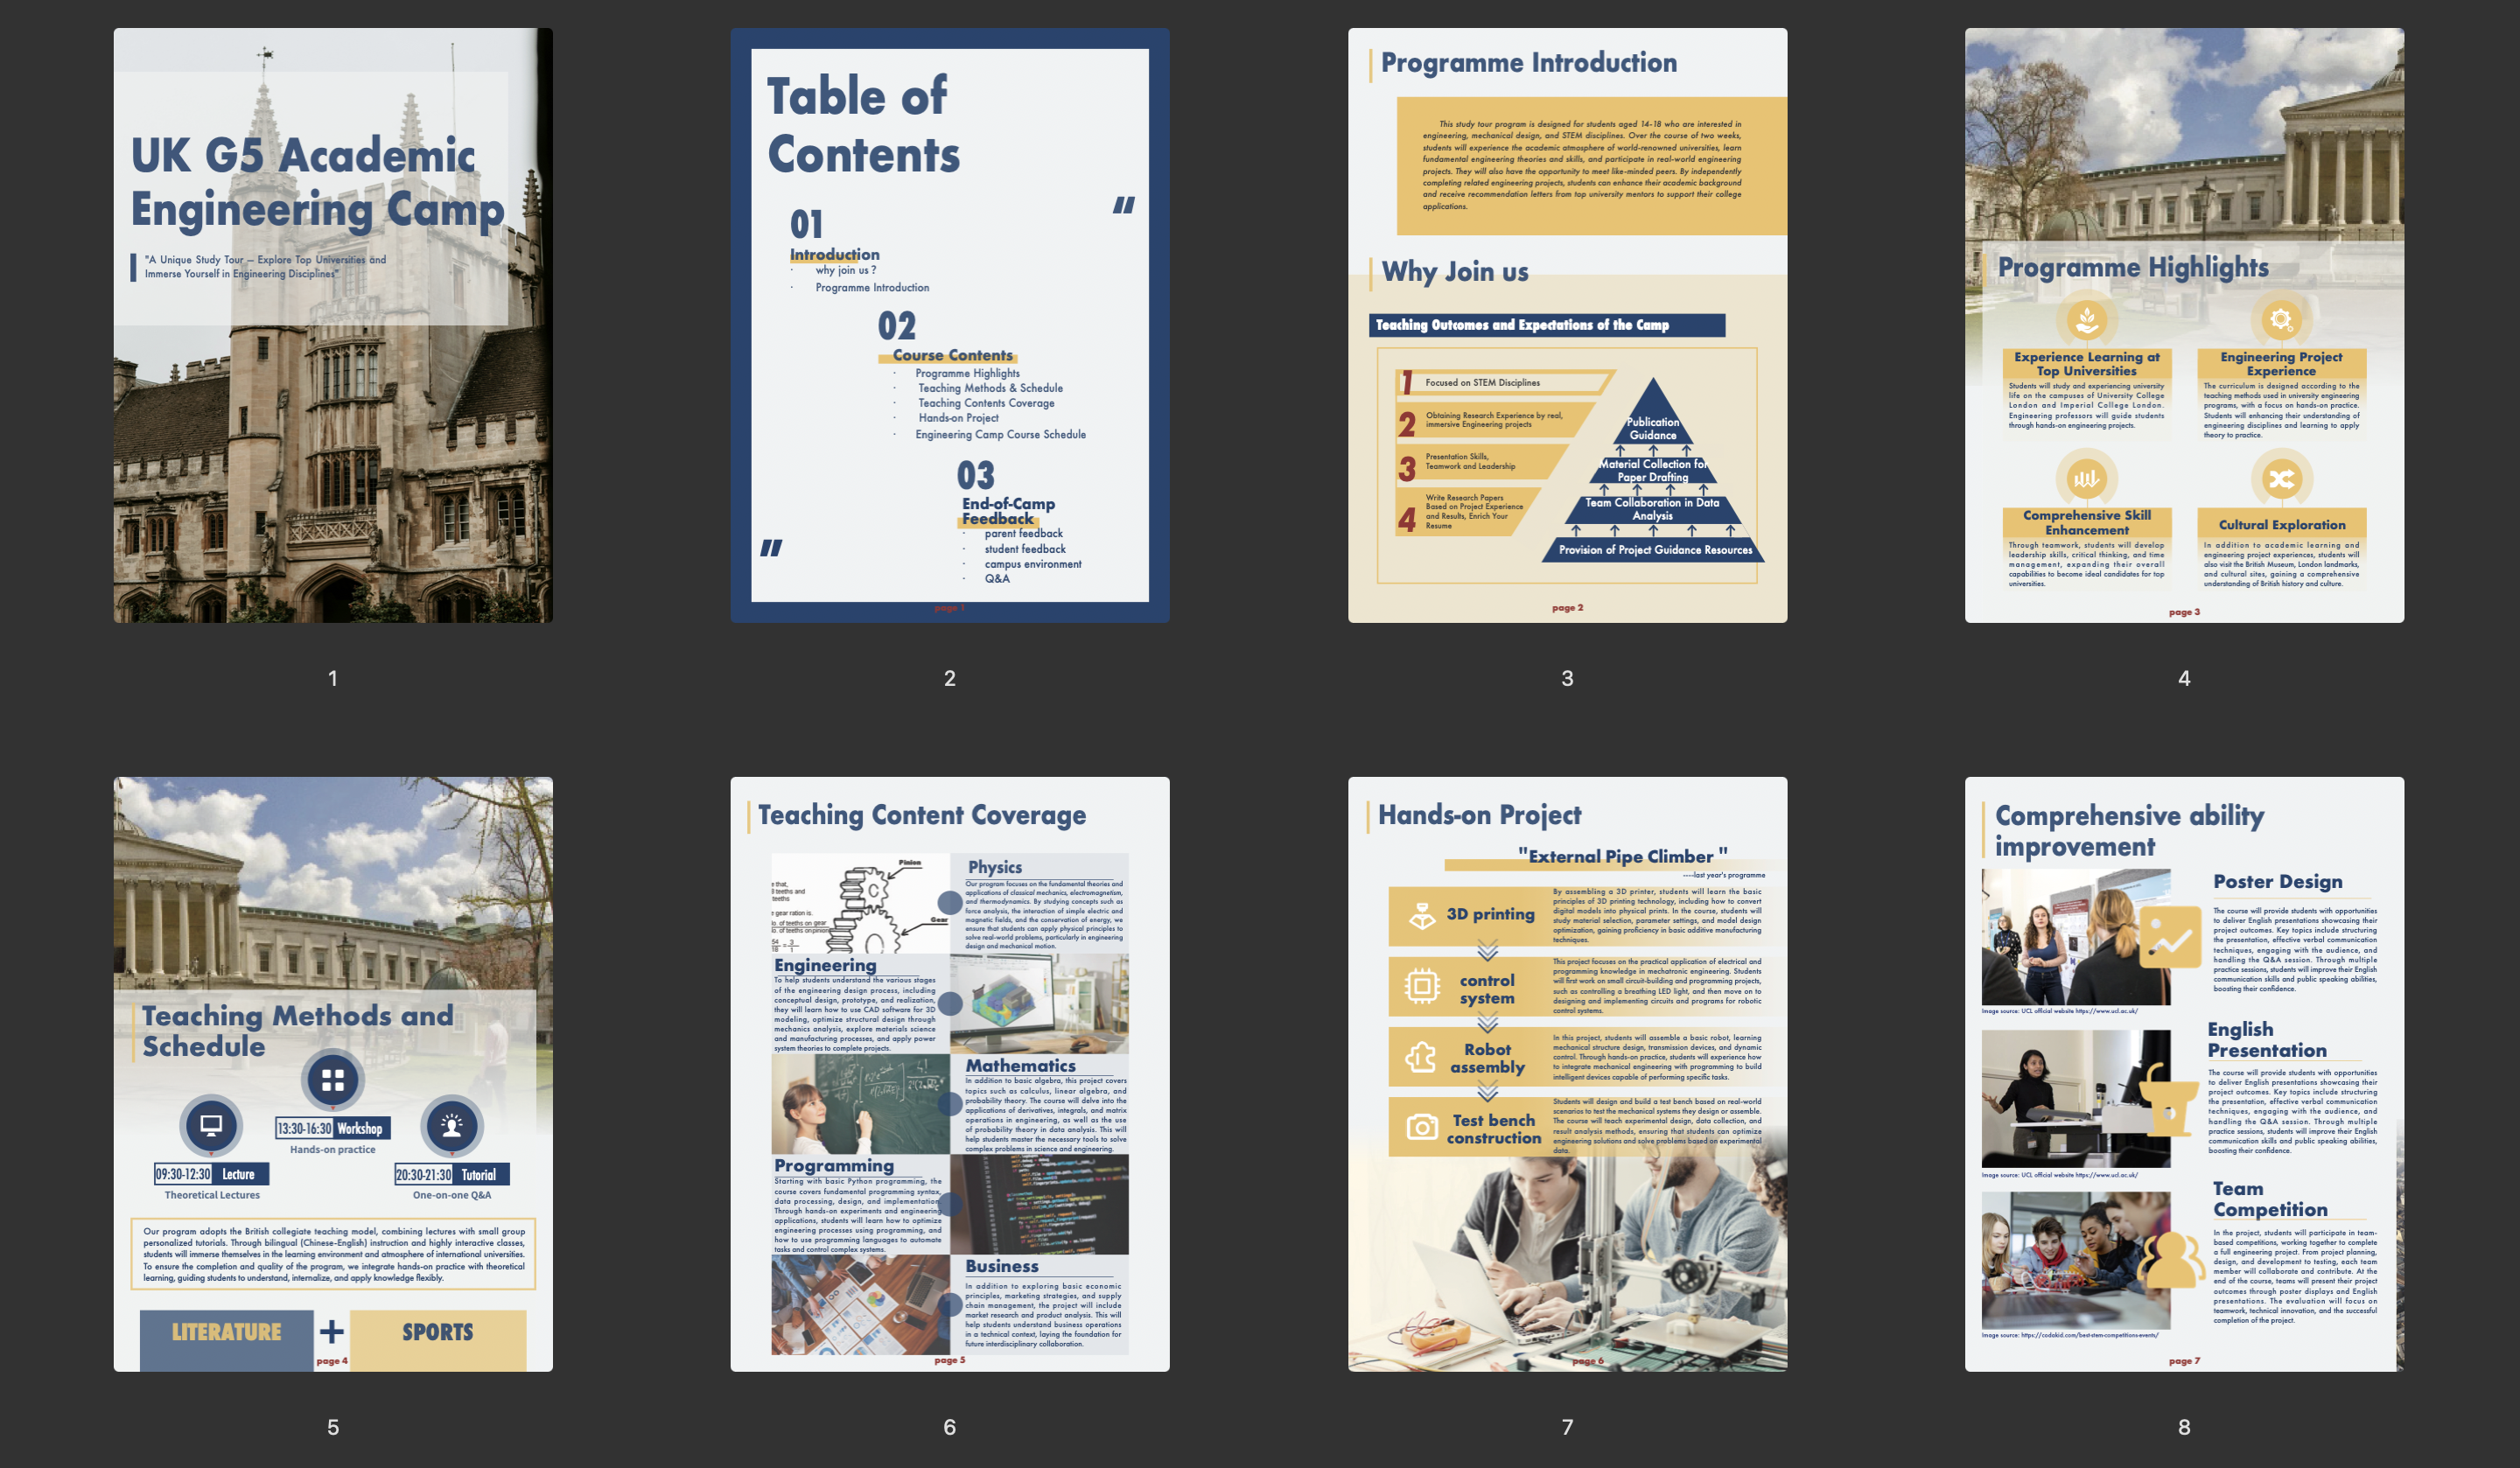 UK G5 Academic
Engineering Camp
"A Unique Study Tour – Explore Top Universities and
Immerse Yourself in Engineering Disciplines"
1
Table of
Contents
"
01
Introduction
· why join us ?
· Programme Introduction
02
Course Contents
· Programme Highlights
· Teaching Methods & Schedule
· Teaching Contents Coverage
· Hands-on Project
· Engineering Camp Course Schedule
03
End-of-Camp
Feedback
· parent feedback
· student feedback
· campus environment
· Q&A
"
page 1
2
Programme Introduction
This study tour program is designed for students aged 14-18 who are interested in
engineering, mechanical design, and STEM disciplines. Over the course of two weeks,
students will experience the academic atmosphere of world-renowned universities, learn
fundamental engineering theories and skills, and participate in real-world engineering
projects. They will also have the opportunity to meet like-minded peers. By independently
completing related engineering projects, students can enhance their academic background
and receive recommendation letters from top university mentors to support their college
applications.
Why Join us
Teaching Outcomes and Expectations of the Camp
1 Focused on STEM Disciplines
2 Obtaining Research Experience by real,
immersive Engineering projects
3 Presentation Skills,
Teamwork and Leadership
4 Write Research Papers
Based on Project Experience
and Results, Enrich Your
Resume
Publication
Guidance
Material Collection for
Paper Drafting
Team Collaboration in Data
Analysis
Provision of Project Guidance Resources
page 2
3
Programme Highlights
Experience Learning at
Top Universities
Students will study and experiencing university
life on the campuses of University College
London and Imperial College London.
Engineering professors will guide students
through hands-on engineering projects.
Engineering Project
Experience
The curriculum is designed according to the
teaching methods used in university engineering
programs, with a focus on hands-on practice.
Students will enhancing their understanding of
engineering disciplines and learning to apply
theory to practice.
Comprehensive Skill
Enhancement
Through teamwork, students will develop
leadership skills, critical thinking, and time
management, expanding their overall
capabilities to become ideal candidates for top
universities.
Cultural Exploration
In addition to academic learning and
engineering project experiences, students will
also visit the British Museum, London landmarks,
and cultural sites, gaining a comprehensive
understanding of British history and culture.
page 3
4
Teaching Methods and
Schedule
13:30-16:30 Workshop
Hands-on practice
09:30-12:30 Lecture
Theoretical Lectures
20:30-21:30 Tutorial
One-on-one Q&A
Our program adopts the British collegiate teaching model, combining lectures with small group
personalized tutorials. Through bilingual (Chinese-English) instruction and highly interactive classes,
students will immerse themselves in the learning environment and atmosphere of international universities.
To ensure the completion and quality of the program, we integrate hands-on practice with theoretical
learning, guiding students to understand, internalize, and apply knowledge flexibly.
LITERATURE + SPORTS
page 4
5
Teaching Content Coverage
Pinion
Gear
e that,
ll teeth and
teeth
e gear ration is.
io. of teeth on gear
lo. of teeth on pinion
54
18
=
3
1
Physics
Our program focuses on the fundamental theories and
applications of classical mechanics, electromagnetism,
and thermodynamics. By studying concepts such as
force analysis, the interaction of simple electric and
magnetic fields, and the conservation of energy, we
ensure that students can apply physical principles to
solve real-world problems, particularly in engineering
design and mechanical motion.
Engineering
To help students understand the various stages
of the engineering design process, including
conceptual design, prototype, and realization,
they will learn how to use CAD software for 3D
modeling, optimize structural design through
mechanics analysis, explore materials science
and manufacturing processes, and apply power
system theories to complete projects.
Mathematics
In addition to basic algebra, this project covers
topics such as calculus, linear algebra, and
probability theory. The course will delve into the
applications of derivatives, integrals, and matrix
operations in engineering, as well as the use
of probability theory in data analysis. This will
help students master the necessary tools to solve
complex problems in science and engineering.
Programming
Starting with basic Python programming, the
course covers fundamental programming syntax,
data processing, design, and implementation.
Through hands-on experiments and engineering
applications, students will learn how to optimize
engineering processes using programming, and
how to use programming languages to automate
tasks and control complex systems.
Business
In addition to exploring basic economic
principles, marketing strategies, and supply
chain management, the project will include
market research and product analysis. This will
help students understand business operations
in a technical context, laying the foundation for
future interdisciplinary collaboration.
page 5
6
Hands-on Project
"External Pipe Climber "
----last year's programme
3D printing
By assembling a 3D printer, students will learn the basic
principles of 3D printing technology, including how to convert
digital models into physical prints. In the course, students will
study material selection, parameter settings, and model design
optimization, gaining proficiency in basic additive manufacturing
techniques.
control
system
This project focuses on the practical application of electrical and
programming knowledge in mechatronic engineering. Students
will first work on small circuit-building and programming projects,
such as controlling a breathing LED light, and then move on to
designing and implementing circuits and programs for robotic
control systems.
Robot
assembly
In this project, students will assemble a basic robot, learning
mechanical structure design, transmission devices, and dynamic
control. Through hands-on practice, students will experience how
to integrate mechanical engineering with programming to build
intelligent devices capable of performing specific tasks.
Test bench
construction
Students will design and build a test bench based on real-world
scenarios to test the mechanical systems they design or assemble.
The course will teach experimental design, data collection, and
result analysis methods, ensuring that students can optimize
engineering solutions and solve problems based on experimental
data.
page 6
7
Comprehensive ability
improvement
Poster Design
The course will provide students with opportunities
to deliver English presentations showcasing their
project outcomes. Key topics include structuring
the presentation, effective verbal communication
techniques, engaging with the audience, and
handling the Q&A session. Through multiple
practice sessions, students will improve their English
communication skills and public speaking abilities,
boosting their confidence.
Image source: UCL official website https://www.ucl.ac.uk/
English
Presentation
The course will provide students with opportunities
to deliver English presentations showcasing their
project outcomes. Key topics include structuring
the presentation, effective verbal communication
techniques, engaging with the audience, and
handling the Q&A session. Through multiple
practice sessions, students will improve their English
communication skills and public speaking abilities,
boosting their confidence.
Image source: UCL official website https://www.ucl.ac.uk/
Team
Competition
In the project, students will participate in team-
based competitions, working together to complete
a full engineering project. From project planning,
design, and development to testing, each team
member will collaborate and contribute. At the
end of the course, teams will present their project
outcomes through poster displays and English
presentations. The evaluation will focus on
teamwork, technical innovation, and the successful
completion of the project.
Image source: https://codakid.com/best-stem-competitions-events/
page 7
8